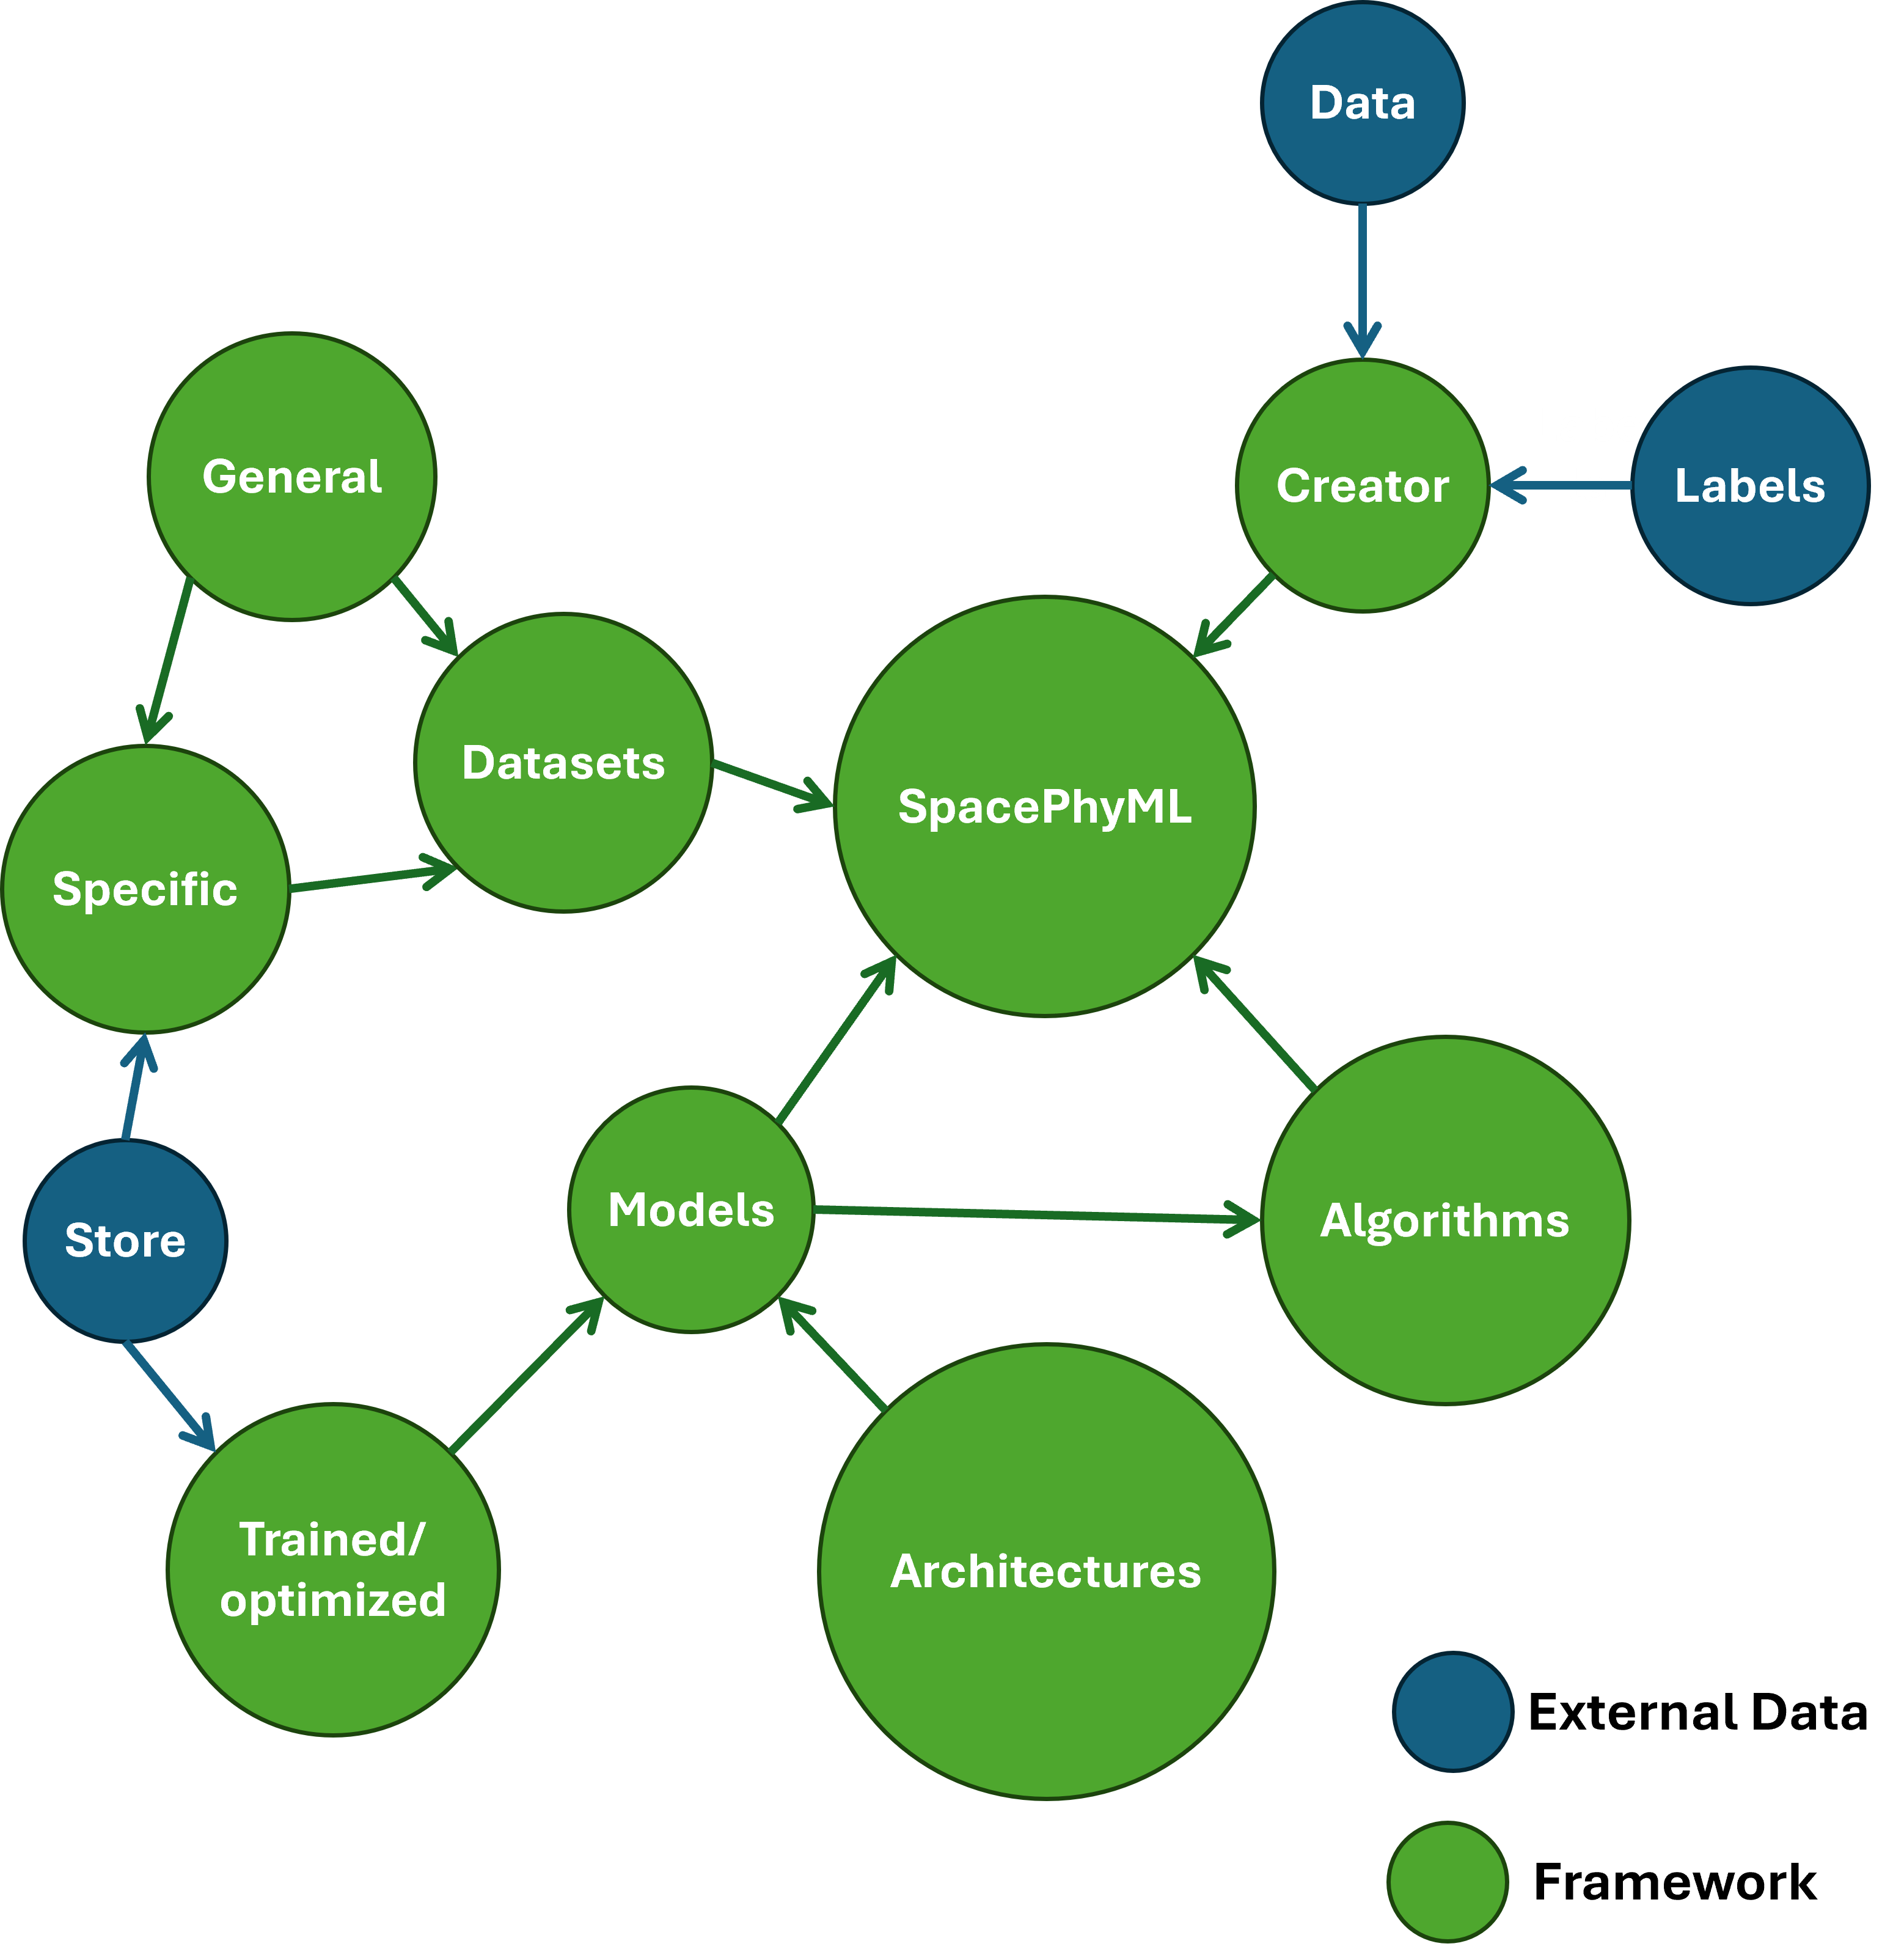 Data
General
Creator
Labels
Datasets
SpacePhyML
Specific
Models
Algorithms
Store
Trained/
optimized
Architectures
External Data
Framework